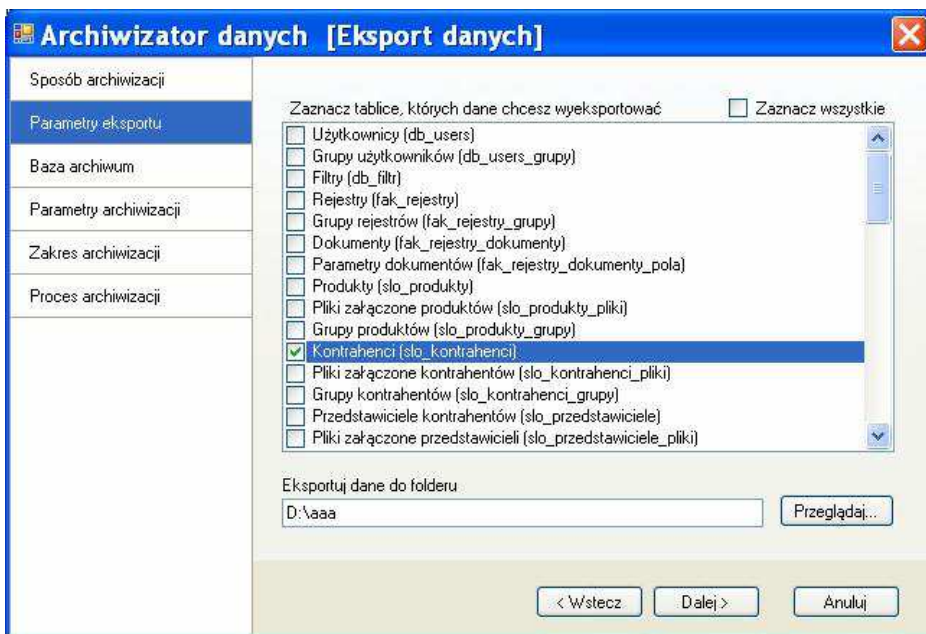 Archiwizator danych [Eksport danych]
Sposób archiwizacji
Parametry eksportu
Baza archiwum
Parametry archiwizacji
Zakres archiwizacji
Proces archiwizacji
Zaznacz tablice, których dane chcesz wyeksportować
Zaznacz wszystkie
Użytkownicy (db_users)
Grupy użytkowników (db_users_grupy)
Filtry (db_filtr)
Rejestry (fak_rejestry)
Grupy rejestrów (fak_rejestry_grupy)
Dokumenty (fak_rejestry_dokumenty)
Parametry dokumentów (fak_rejestry_dokumenty_pola)
Produkty (slo_produkty)
Pliki załączone produktów (slo_produkty_pliki)
Grupy produktów (slo_produkty_grupy)
Kontrahenci (slo_kontrahenci)
Pliki załączone kontrahentów (slo_kontrahenci_pliki)
Grupy kontrahentów (slo_kontrahenci_grupy)
Przedstawiciele kontrahentów (slo_przedstawiciele)
Pliki załączone przedstawicieli (slo_przedstawiciele_pliki)
Eksportuj dane do folderu
D:\aaa
Przeglądaj...
< Wstecz
Dalej >
Anuluj